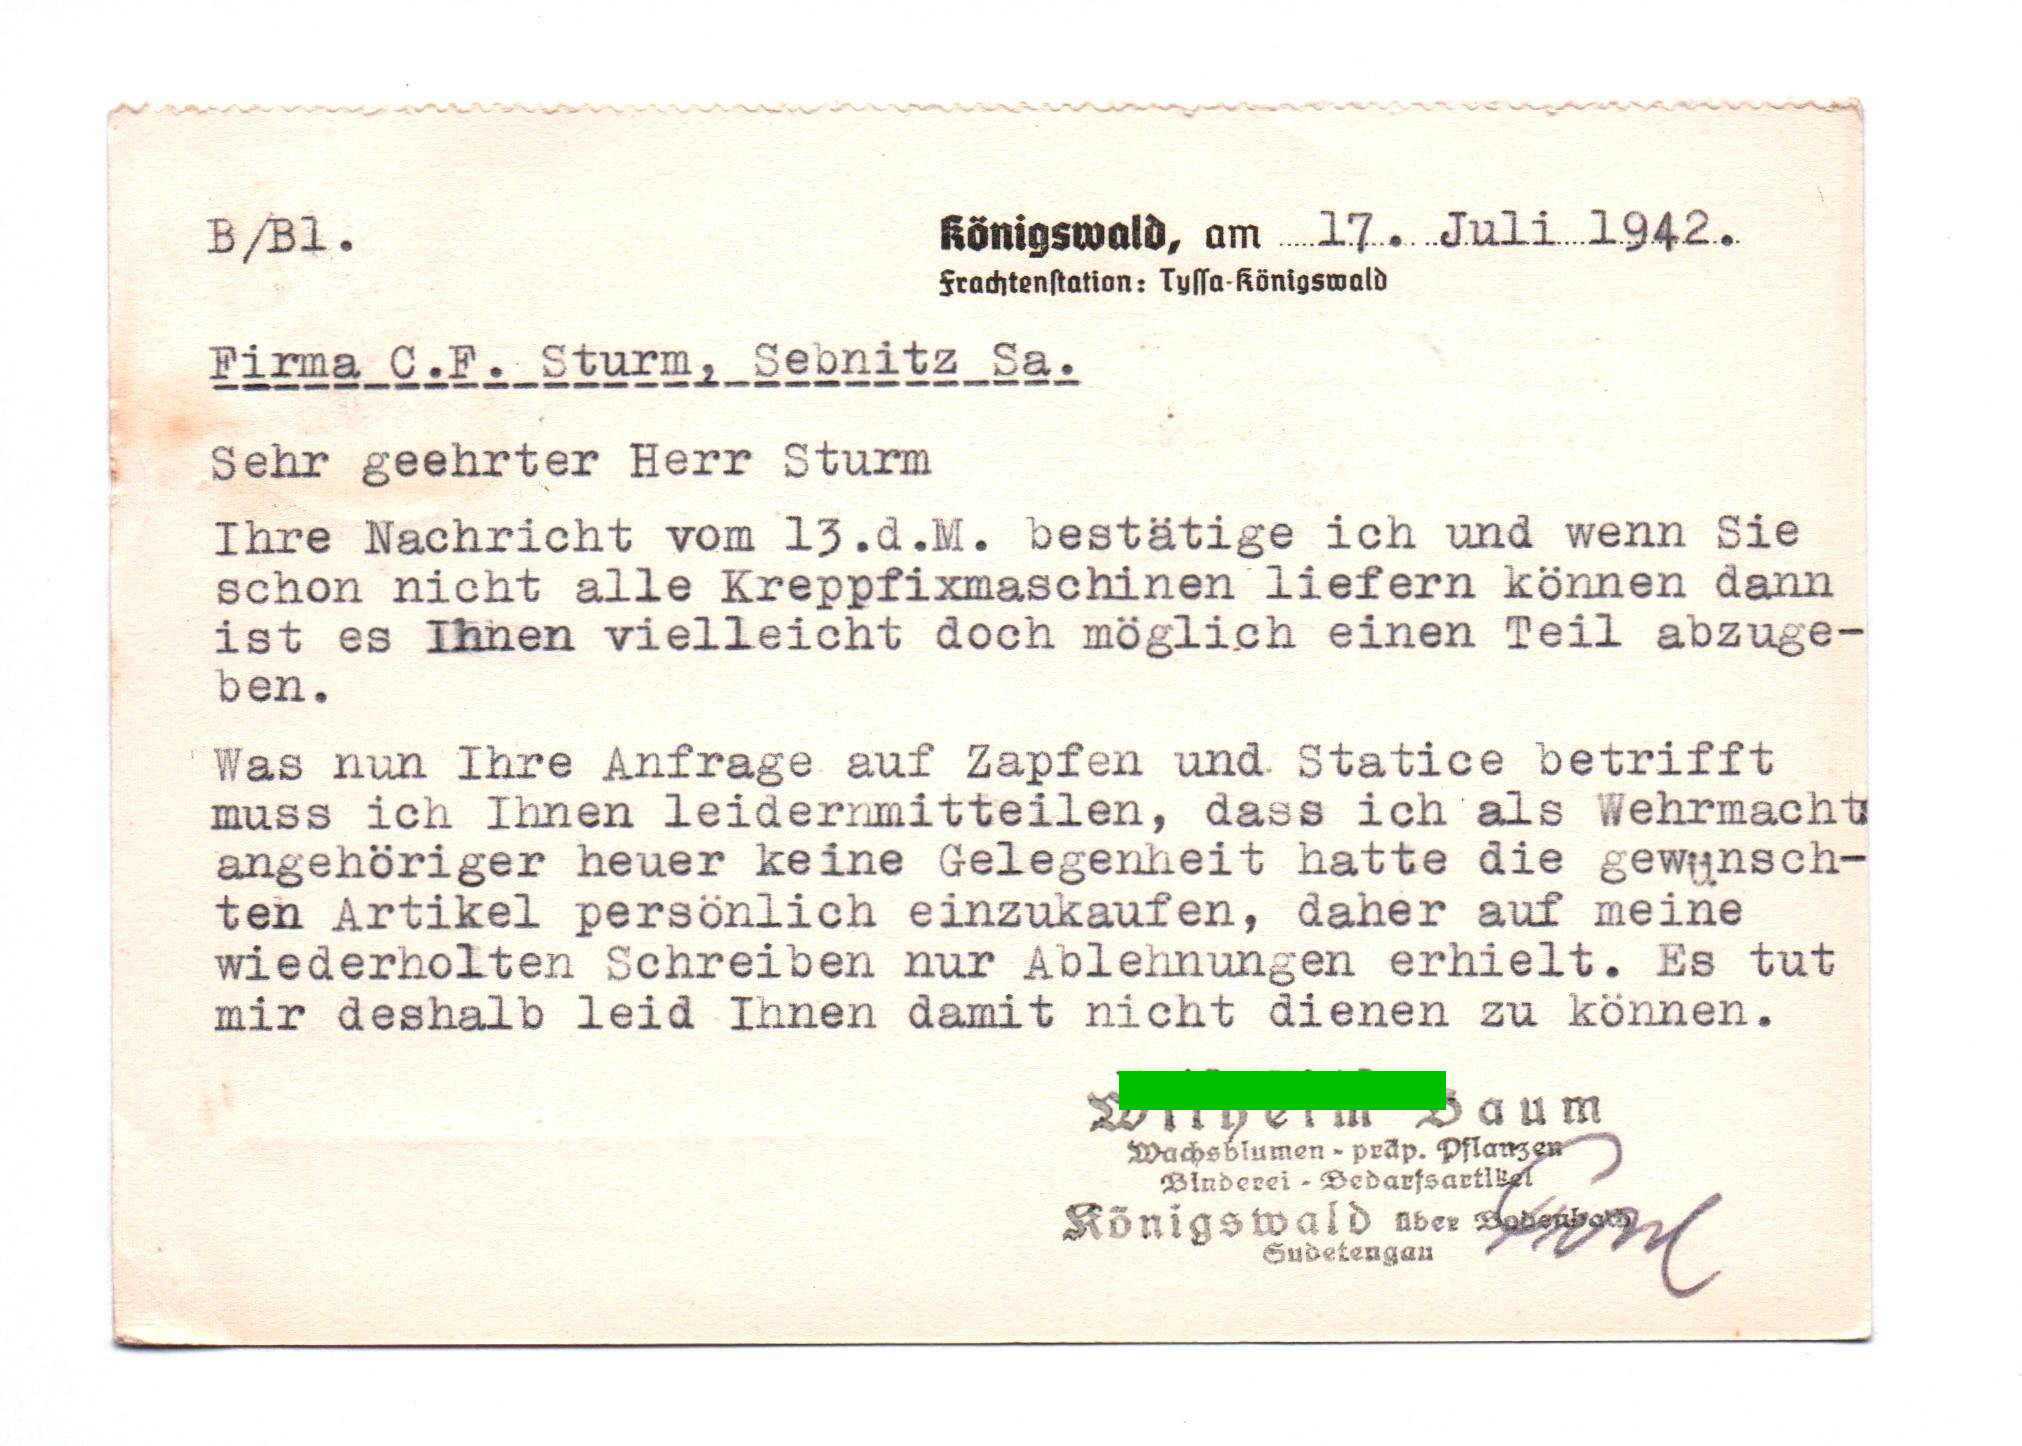 B/Bl.
Königswald, am 17. Juli 1942.
Frachtenstation: Tyssa-Königswald
Firma C.F. Sturm, Sebnitz Sa.
Sehr geehrter Herr Sturm
Ihre Nachricht vom 13.d.M. bestätige ich und wenn Sie
schon nicht alle Kreppfixmaschinen liefern können dann
ist es Ihnen vielleicht doch möglich einen Teil abzuge-
ben.
Was nun Ihre Anfrage auf Zapfen und Statice betrifft
muss ich Ihnen leidernmitteilen, dass ich als Wehrmachts
angehöriger heuer keine Gelegenheit hatte die gewünsch-
ten Artikel persönlich einzukaufen, daher auf meine
wiederholten Schreiben nur Ablehnungen erhielt. Es tut
mir deshalb leid Ihnen damit nicht dienen zu können.
Wilhelm Baum
Wachsblumen - präp. Pflanzen
Binderei - Bedarfsartikel
Königswald über Bodenbach
Sudetengau